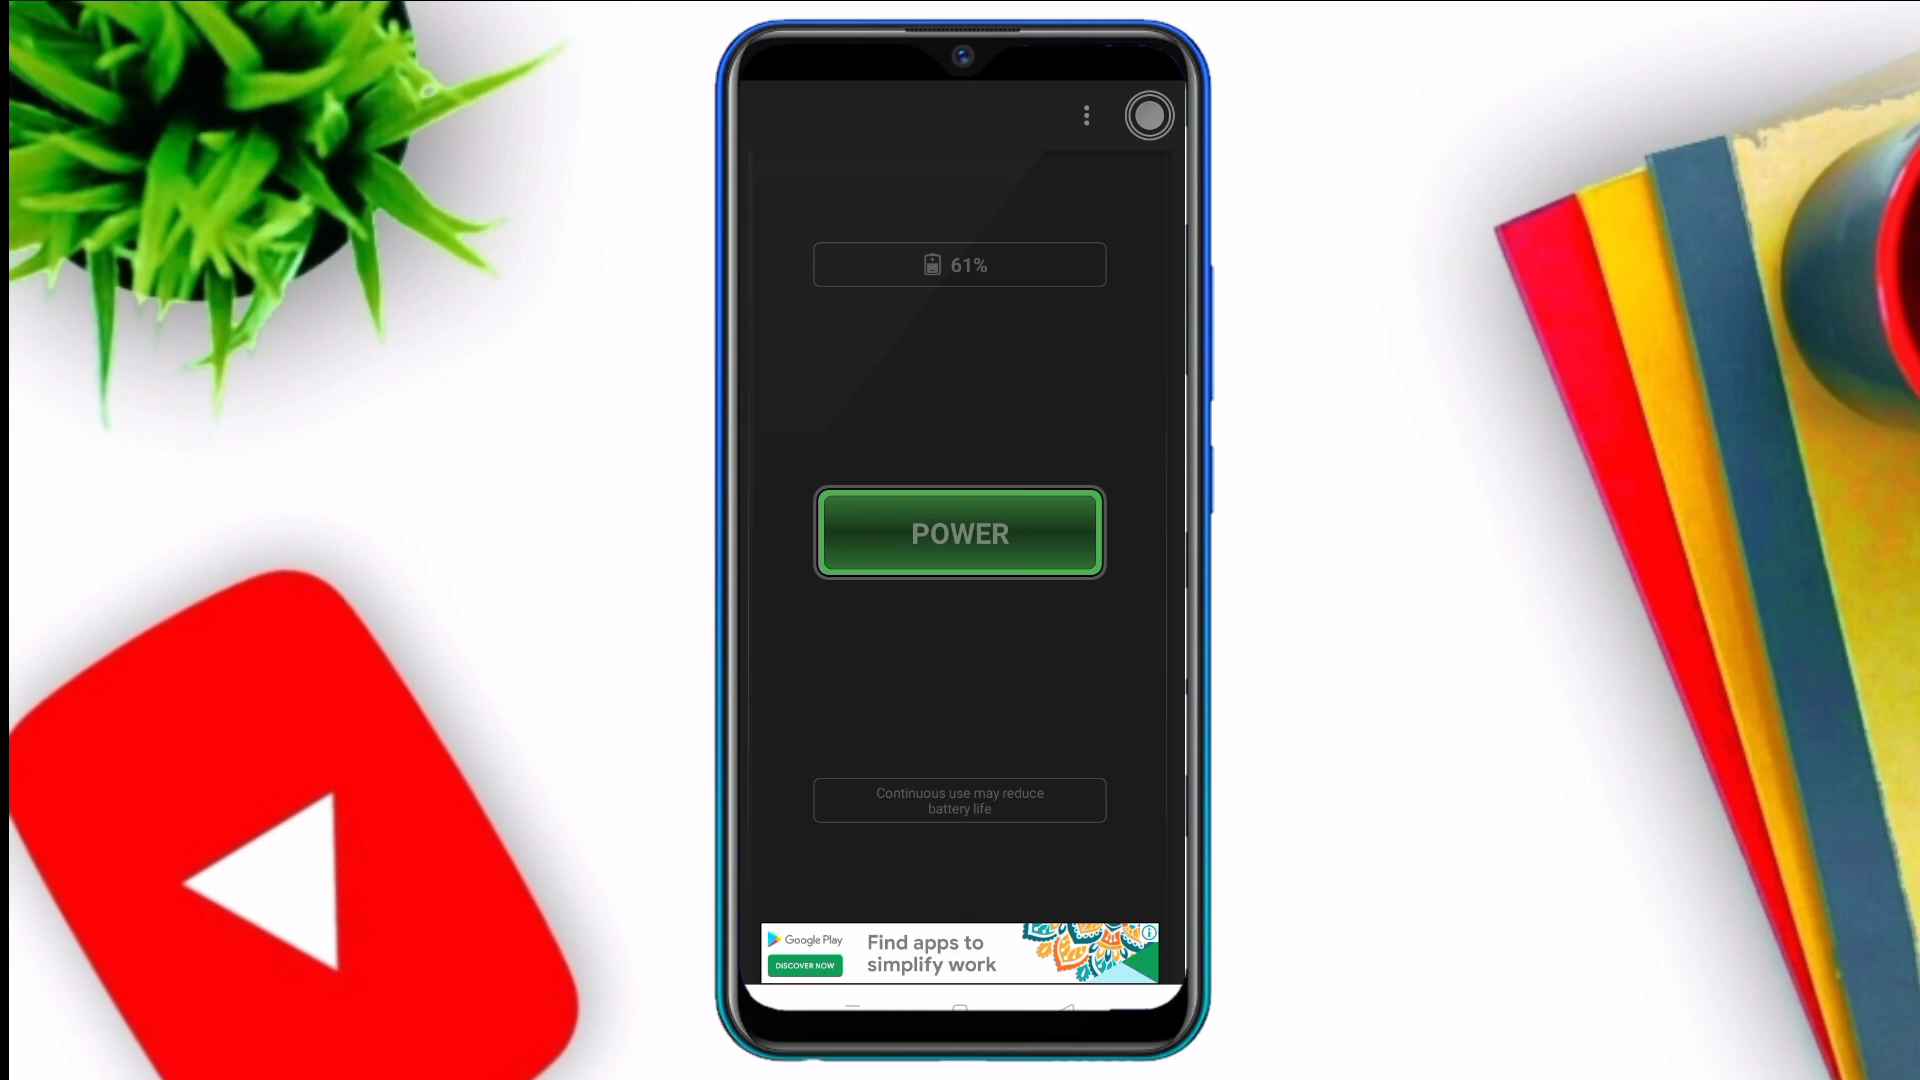 61%
POWER
Continuous use may reduce
battery life
Google Play
DISCOVER NOW
Find apps to
simplify work